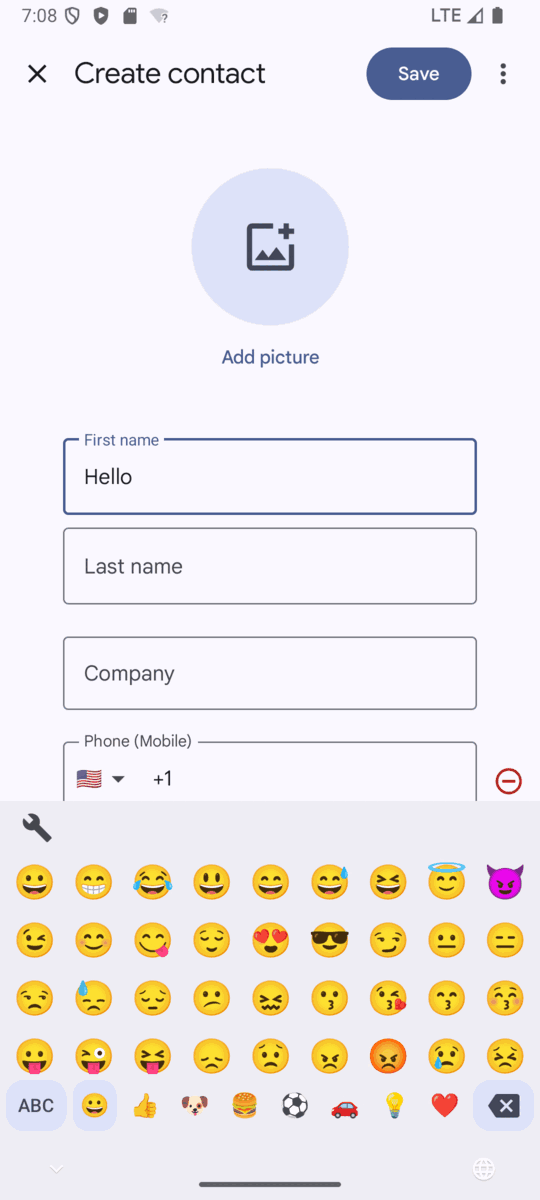 7:08
LTE
Create contact
Save
Add picture
First name
Hello
Last name
Company
Phone (Mobile)
+1
ABC